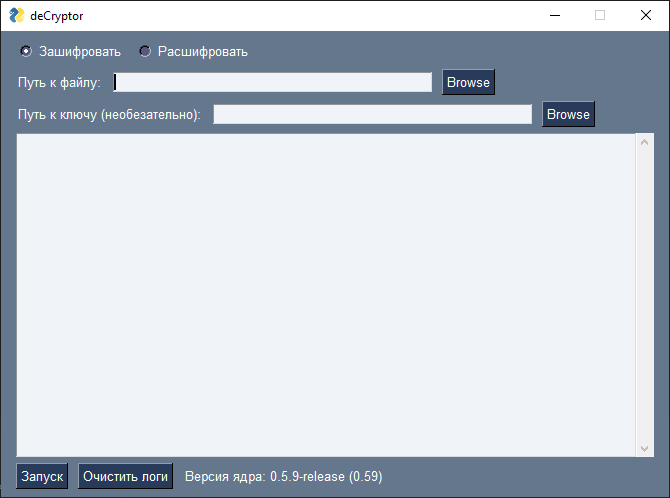 deCryptor
Зашифровать Расшифровать
Путь к файлу: Browse
Путь к ключу (необезательно): Browse
Запуск Очистить логи Версия ядра: 0.5.9-release (0.59)